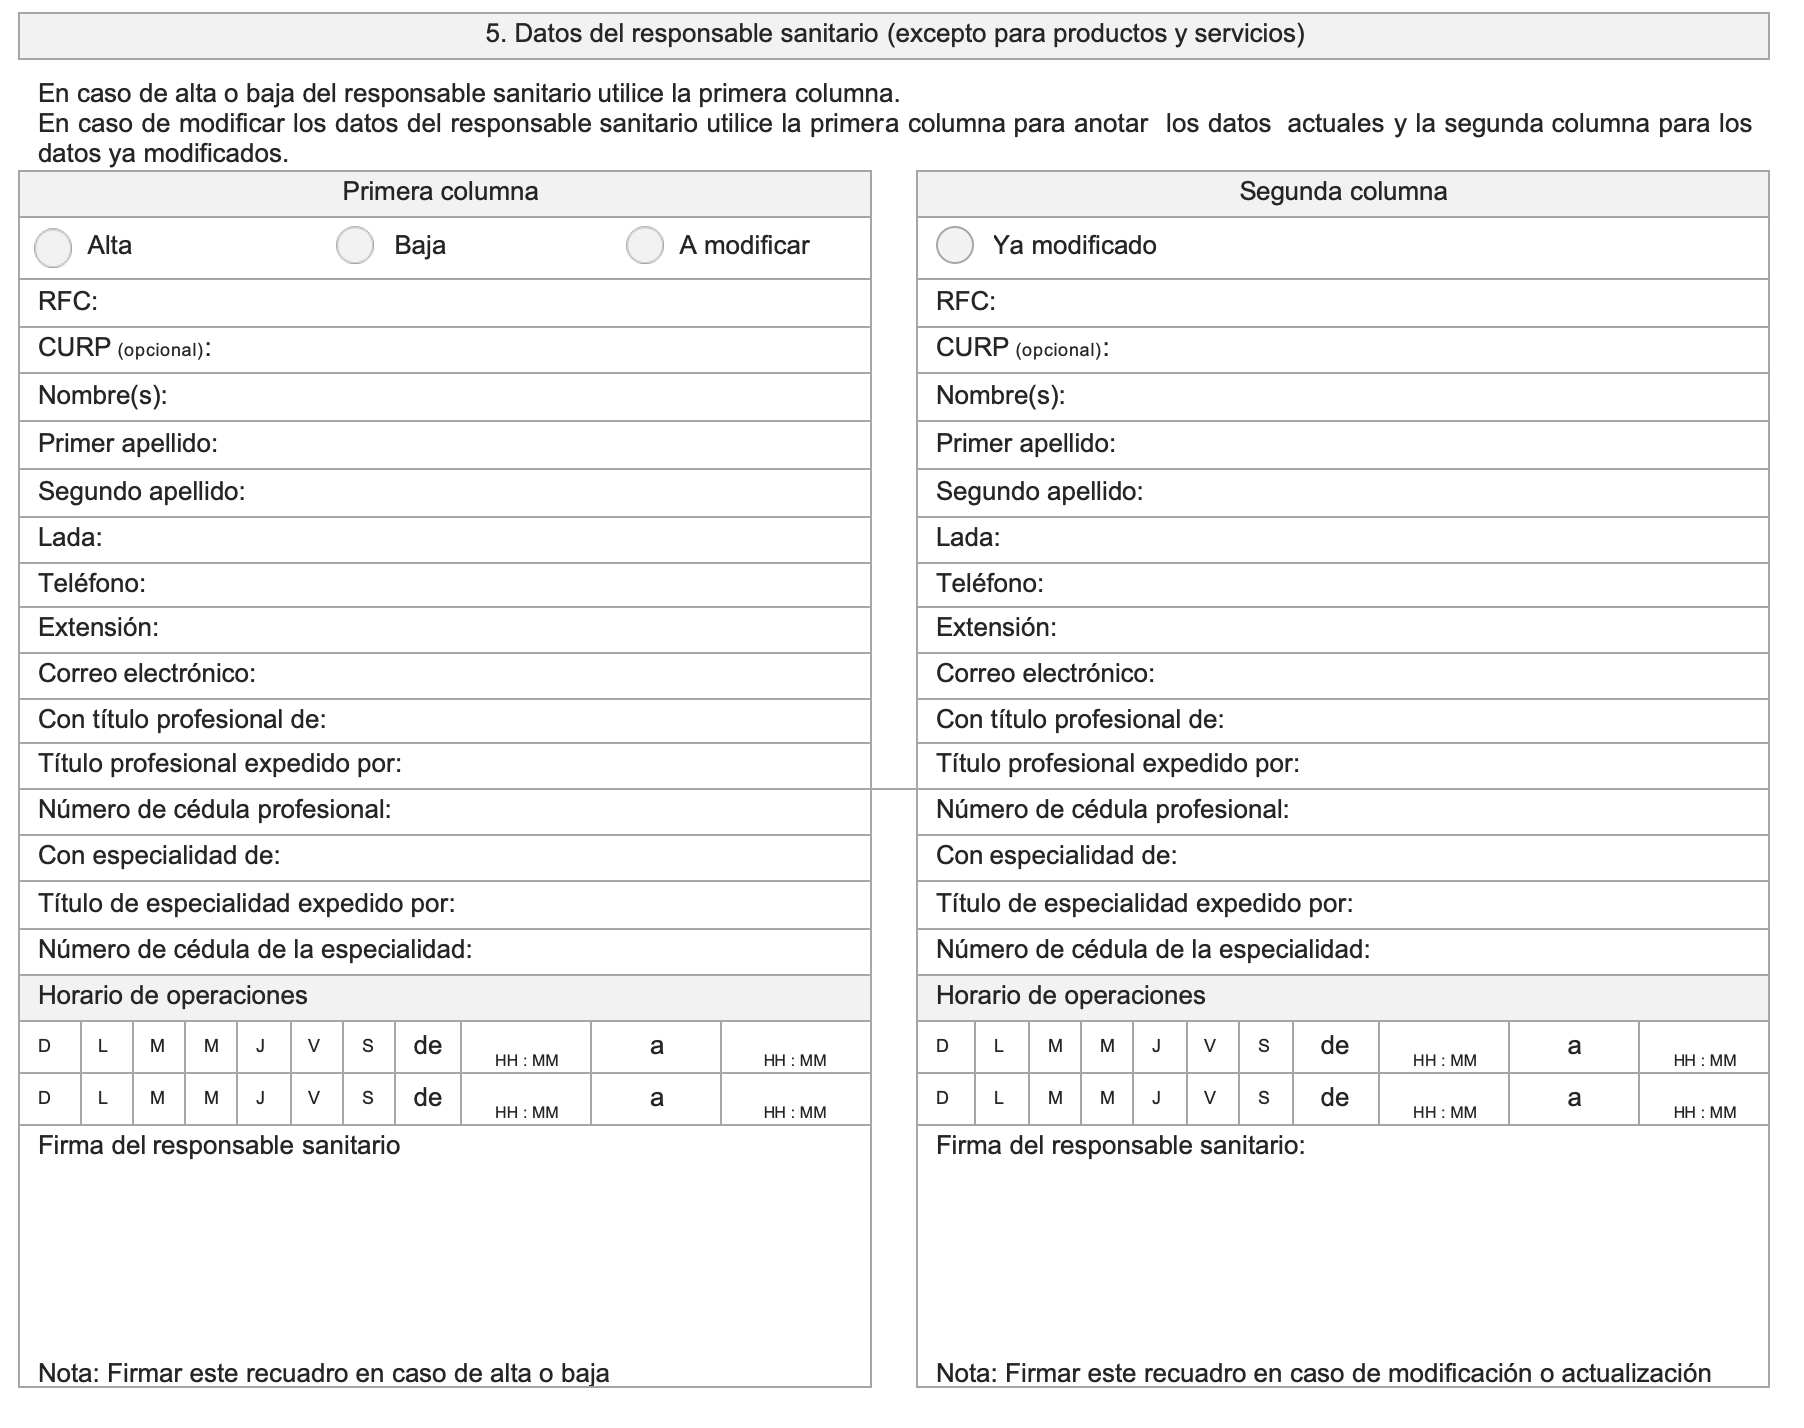 5. Datos del responsable sanitario (excepto para productos y servicios)
En caso de alta o baja del responsable sanitario utilice la primera columna.
En caso de modificar los datos del responsable sanitario utilice la primera columna para anotar los datos actuales y la segunda columna para los
datos ya modificados.
Primera columna
Alta Baja A modificar
RFC:
CURP (opcional):
Nombre(s):
Primer apellido:
Segundo apellido:
Lada:
Teléfono:
Extensión:
Correo electrónico:
Con título profesional de:
Título profesional expedido por:
Número de cédula profesional:
Con especialidad de:
Título de especialidad expedido por:
Número de cédula de la especialidad:
Horario de operaciones
D L M M J V S de HH : MM a HH : MM
D L M M J V S de HH : MM a HH : MM
Firma del responsable sanitario
Nota: Firmar este recuadro en caso de alta o baja
Segunda columna
Ya modificado
RFC:
CURP (opcional):
Nombre(s):
Primer apellido:
Segundo apellido:
Lada:
Teléfono:
Extensión:
Correo electrónico:
Con título profesional de:
Título profesional expedido por:
Número de cédula profesional:
Con especialidad de:
Título de especialidad expedido por:
Número de cédula de la especialidad:
Horario de operaciones
D L M M J V S de HH : MM a HH : MM
D L M M J V S de HH : MM a HH : MM
Firma del responsable sanitario:
Nota: Firmar este recuadro en caso de modificación o actualización